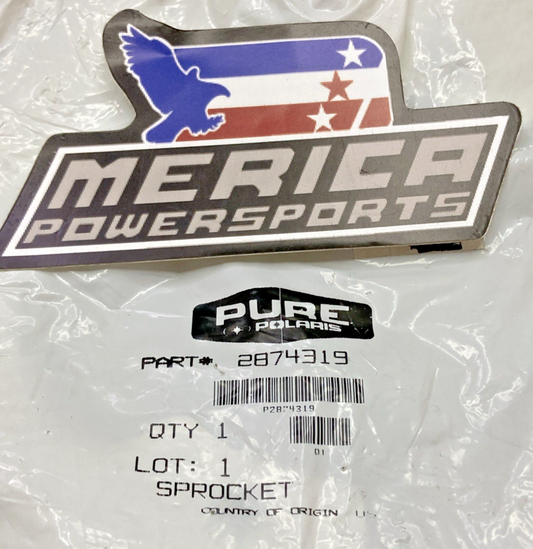 MERICA
POWERSPORTS
PURE
POLARIS
PART#. 2874319
P2874319
QTY 1
01
LOT: 1
SPROCKET
COUNTRY OF ORIGIN US